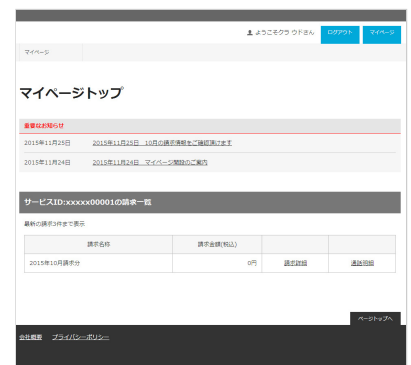 ようこそクラ ウドさん ログアウト マイページ
マイページ
マイページトップ
重要なお知らせ
2015年11月25日 2015年11月25日 10月の請求情報をご確認頂けます
2015年11月24日 2015年11月24日 マイページ開設のご案内
サービスID:xxxxx00001の請求一覧
最新の請求3件まで表示
請求名称 請求金額(税込)
2015年10月請求分 0円 請求詳細 通話明細
ページトップへ
会社概要 プライバシーポリシー